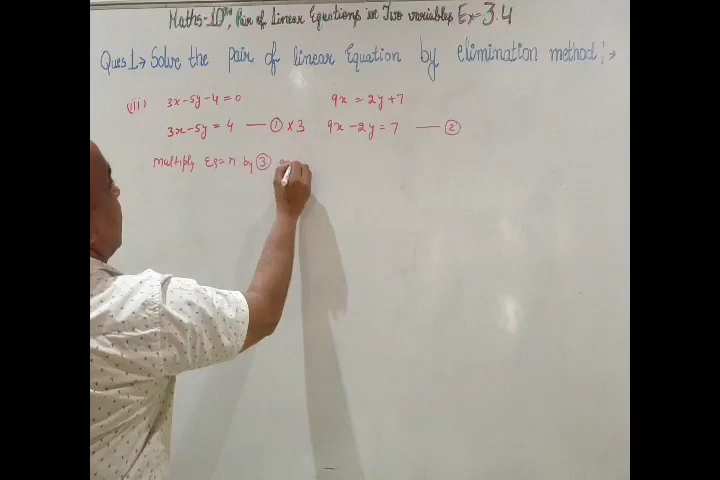 Maths-10th, Pair of Linear Equations in Two variables Ex=3.4
Ques 1→ Solve the pair of linear Equation by elimination method:→
(iii) 3x-5y-4=0 9x=2y+7
3x-5y=4 — ① ×3 9x-2y=7 — ②
multiply Eq=n by ③